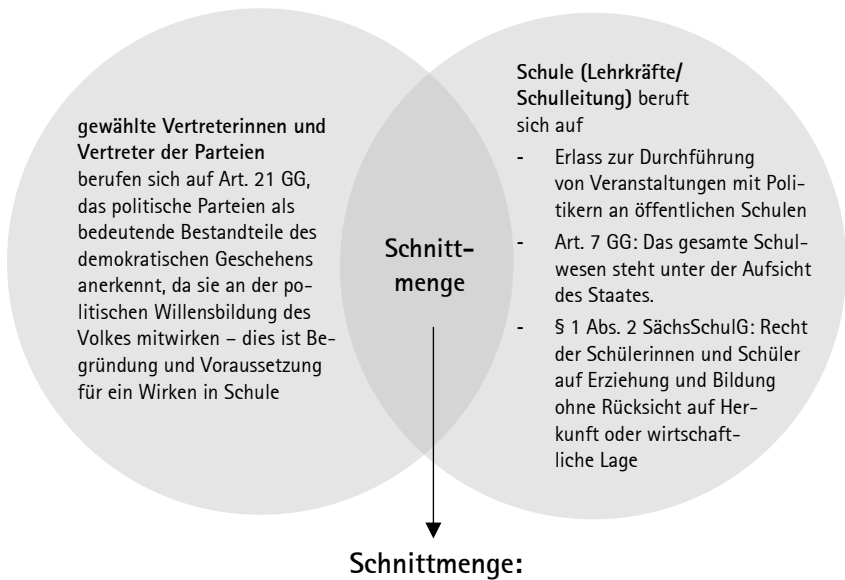 gewählte Vertreterinnen und
Vertreter der Parteien
berufen sich auf Art. 21 GG,
das politische Parteien als
bedeutende Bestandteile des
demokratischen Geschehens
anerkennt, da sie an der po-
litischen Willensbildung des
Volkes mitwirken – dies ist Be-
gründung und Voraussetzung
für ein Wirken in Schule
Schnitt-
menge
Schule (Lehrkräfte/
Schulleitung) beruft
sich auf
- Erlass zur Durchführung
von Veranstaltungen mit Poli-
tikern an öffentlichen Schulen
- Art. 7 GG: Das gesamte Schul-
wesen steht unter der Aufsicht
des Staates.
- § 1 Abs. 2 SächsSchulG: Recht
der Schülerinnen und Schüler
auf Erziehung und Bildung
ohne Rücksicht auf Her-
kunft oder wirtschaft-
liche Lage
Schnittmenge: